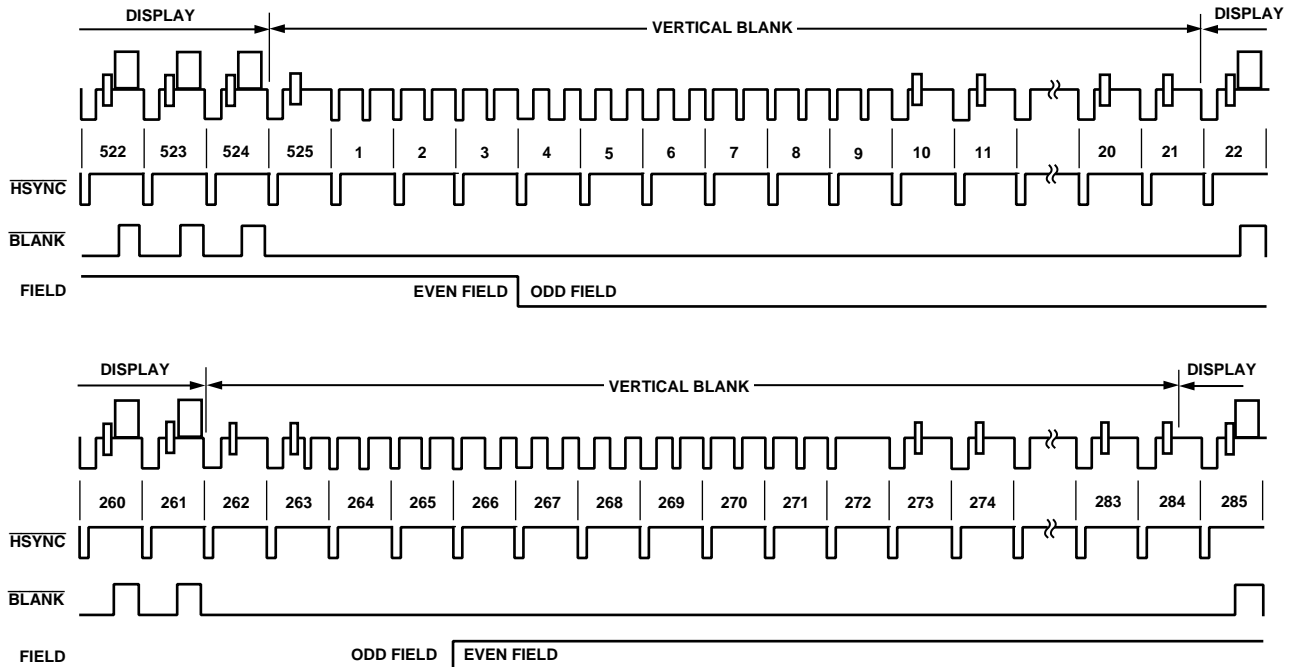 DISPLAY VERTICAL BLANK DISPLAY
522 523 524 525 1 2 3 4 5 6 7 8 9 10 11 20 21 22
HSYNC
BLANK
FIELD EVEN FIELD ODD FIELD
DISPLAY VERTICAL BLANK DISPLAY
260 261 262 263 264 265 266 267 268 269 270 271 272 273 274 283 284 285
HSYNC
BLANK
FIELD ODD FIELD EVEN FIELD